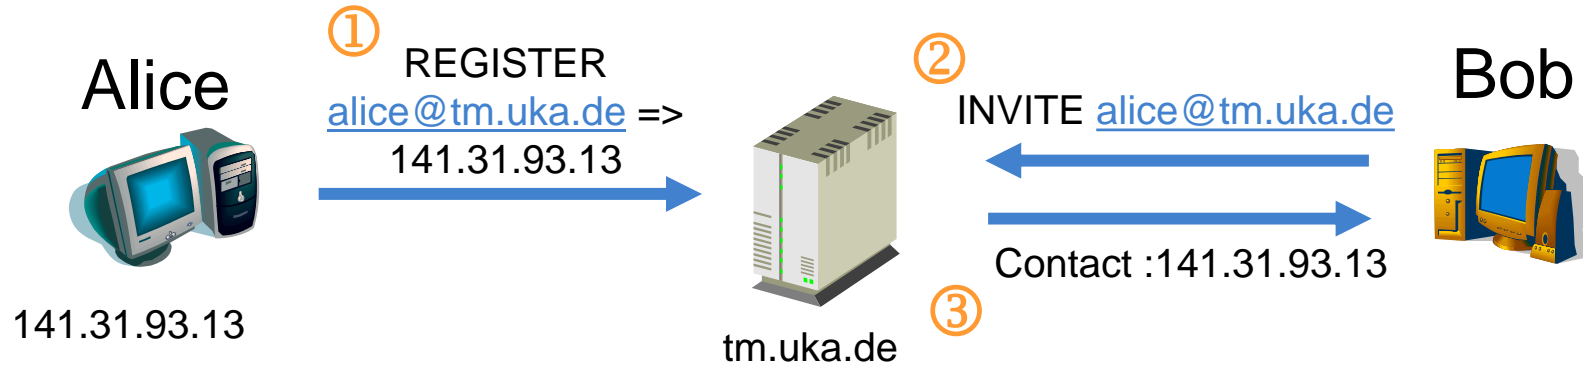 Alice
141.31.93.13
①
REGISTER
alice@tm.uka.de =>
141.31.93.13
tm.uka.de
②
INVITE alice@tm.uka.de
Contact :141.31.93.13
③
Bob